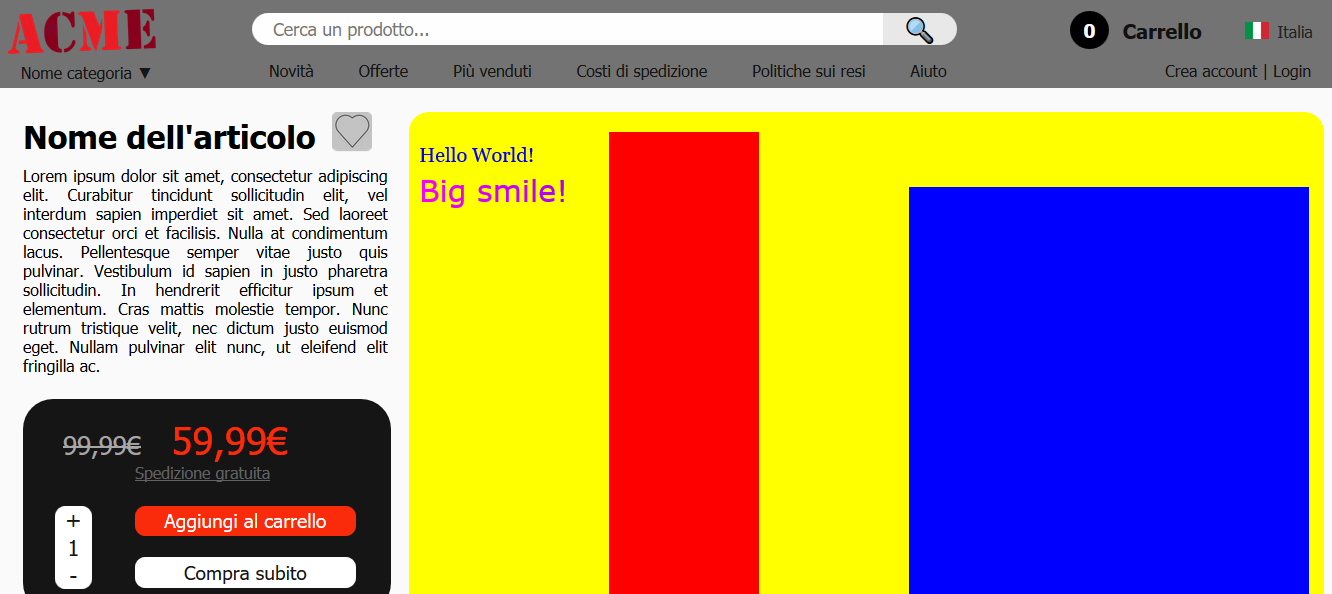 ACME
Cerca un prodotto...
0 Carrello
Italia
Nome categoria ▼
Novità Offerte Più venduti Costi di spedizione Politiche sui resi Aiuto
Crea account | Login
Nome dell'articolo
Lorem ipsum dolor sit amet, consectetur adipiscing
elit. Curabitur tincidunt sollicitudin elit, vel
interdum sapien imperdiet sit amet. Sed laoreet
consectetur orci et facilisis. Nulla at condimentum
lacus. Pellentesque semper vitae justo quis
pulvinar. Vestibulum id sapien in justo pharetra
sollicitudin. In hendrerit efficitur ipsum et
elementum. Cras mattis molestie tempor. Nunc
rutrum tristique velit, nec dictum justo euismod
eget. Nullam pulvinar elit nunc, ut eleifend elit
fringilla ac.
99,99€ 59,99€
Spedizione gratuita
+
1
-
Aggiungi al carrello
Compra subito
Hello World!
Big smile!